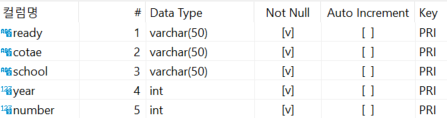 컬럼명 # Data Type Not Null Auto Increment Key
ready 1 varchar(50) [v] [ ] PRI
cotae 2 varchar(50) [v] [ ] PRI
school 3 varchar(50) [v] [ ] PRI
year 4 int [v] [ ] PRI
number 5 int [v] [ ] PRI